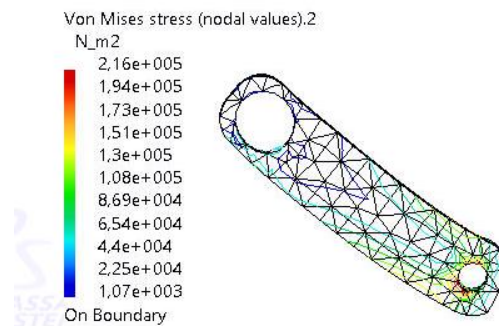 Von Mises stress (nodal values).2
N_m2
2,16e+005
1,94e+005
1,73e+005
1,51e+005
1,3e+005
1,08e+005
8,69e+004
6,54e+004
4,4e+004
2,25e+004
1,07e+003
On Boundary